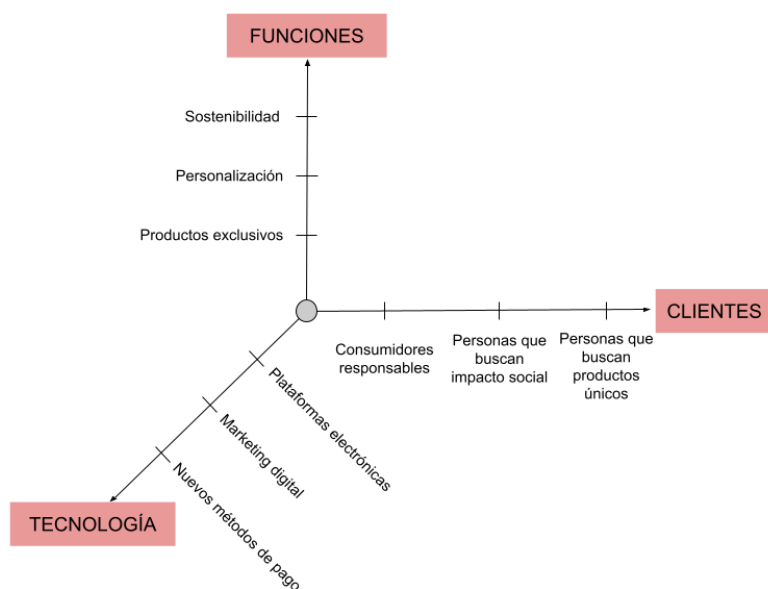 FUNCIONES
Sostenibilidad
Personalización
Productos exclusivos
CLIENTES
Consumidores
responsables
Personas que
buscan
impacto social
Personas que
buscan
productos
únicos
Plataformas electrónicas
Marketing digital
Nuevos métodos de pago
TECNOLOGÍA